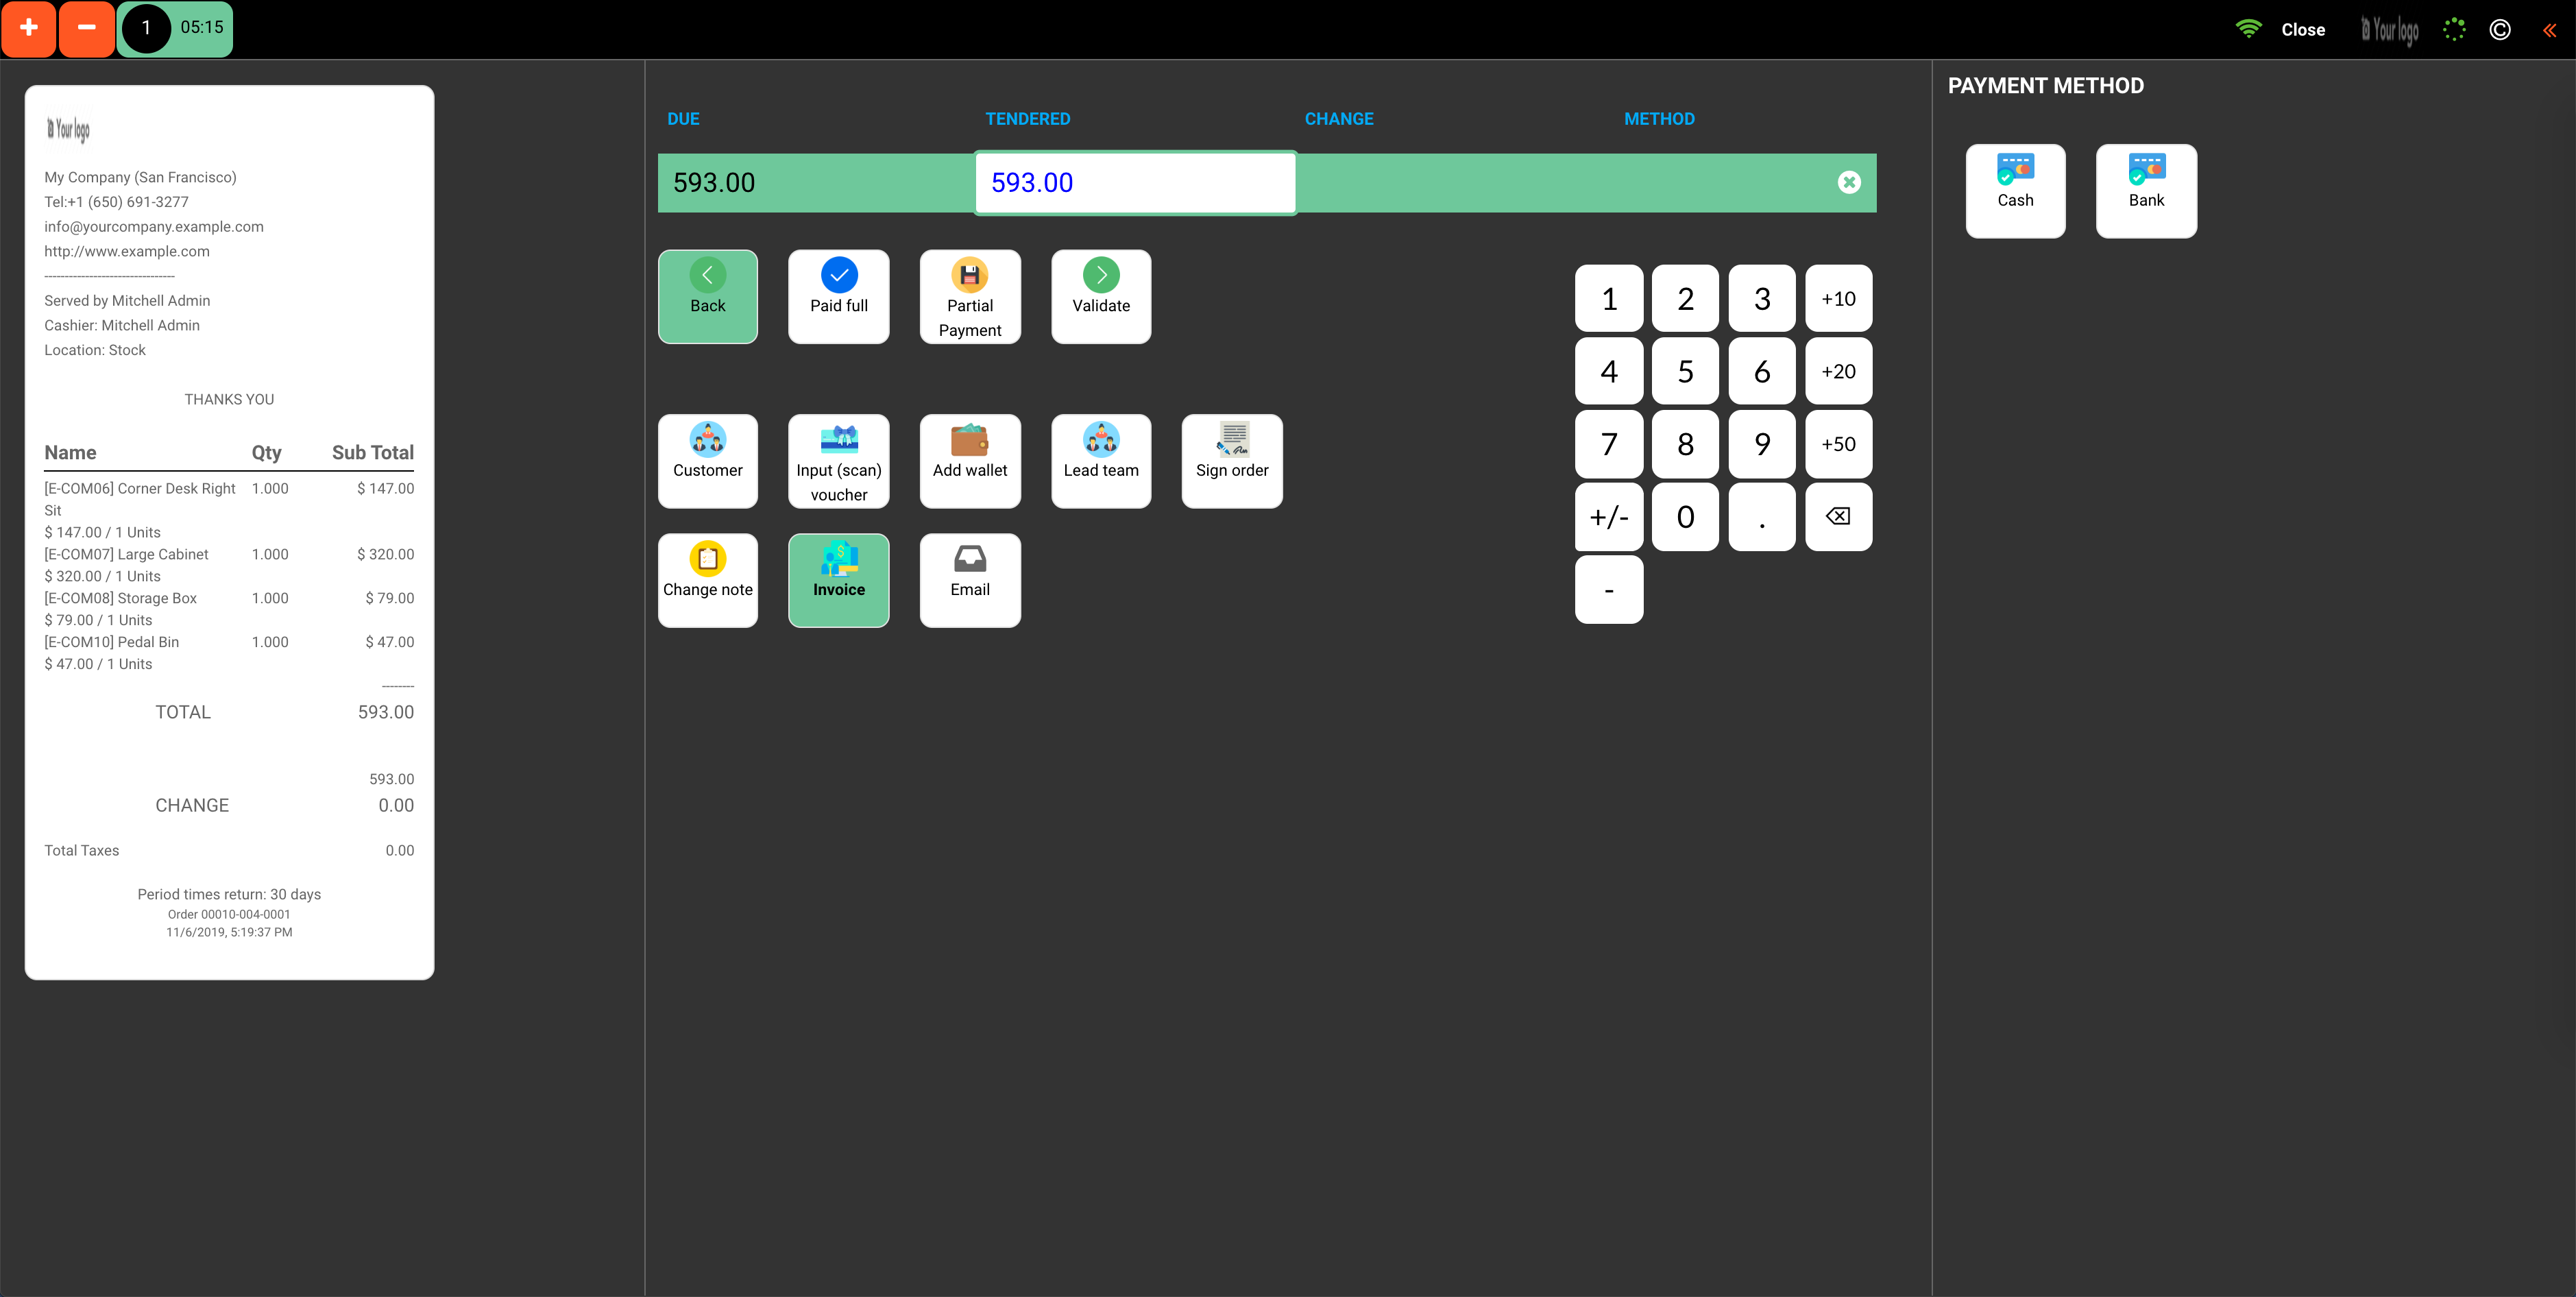 + - 1 05:15
Close Your logo ©
Your logo
My Company (San Francisco)
Tel:+1 (650) 691-3277
info@yourcompany.example.com
http://www.example.com
--------------------------------
Served by Mitchell Admin
Cashier: Mitchell Admin
Location: Stock
THANKS YOU
Name Qty Sub Total
[E-COM06] Corner Desk Right 1.000 $ 147.00
Sit
$ 147.00 / 1 Units
[E-COM07] Large Cabinet 1.000 $ 320.00
$ 320.00 / 1 Units
[E-COM08] Storage Box 1.000 $ 79.00
$ 79.00 / 1 Units
[E-COM10] Pedal Bin 1.000 $ 47.00
$ 47.00 / 1 Units
--------
TOTAL 593.00
593.00
CHANGE 0.00
Total Taxes 0.00
Period times return: 30 days
Order 00010-004-0001
11/6/2019, 5:19:37 PM
DUE TENDERED CHANGE METHOD
593.00 593.00
Back Paid full Partial Validate
Payment
Customer Input (scan) Add wallet Lead team Sign order
voucher
Change note Invoice Email
1 2 3 +10
4 5 6 +20
7 8 9 +50
+/- 0 .
-
PAYMENT METHOD
Cash Bank